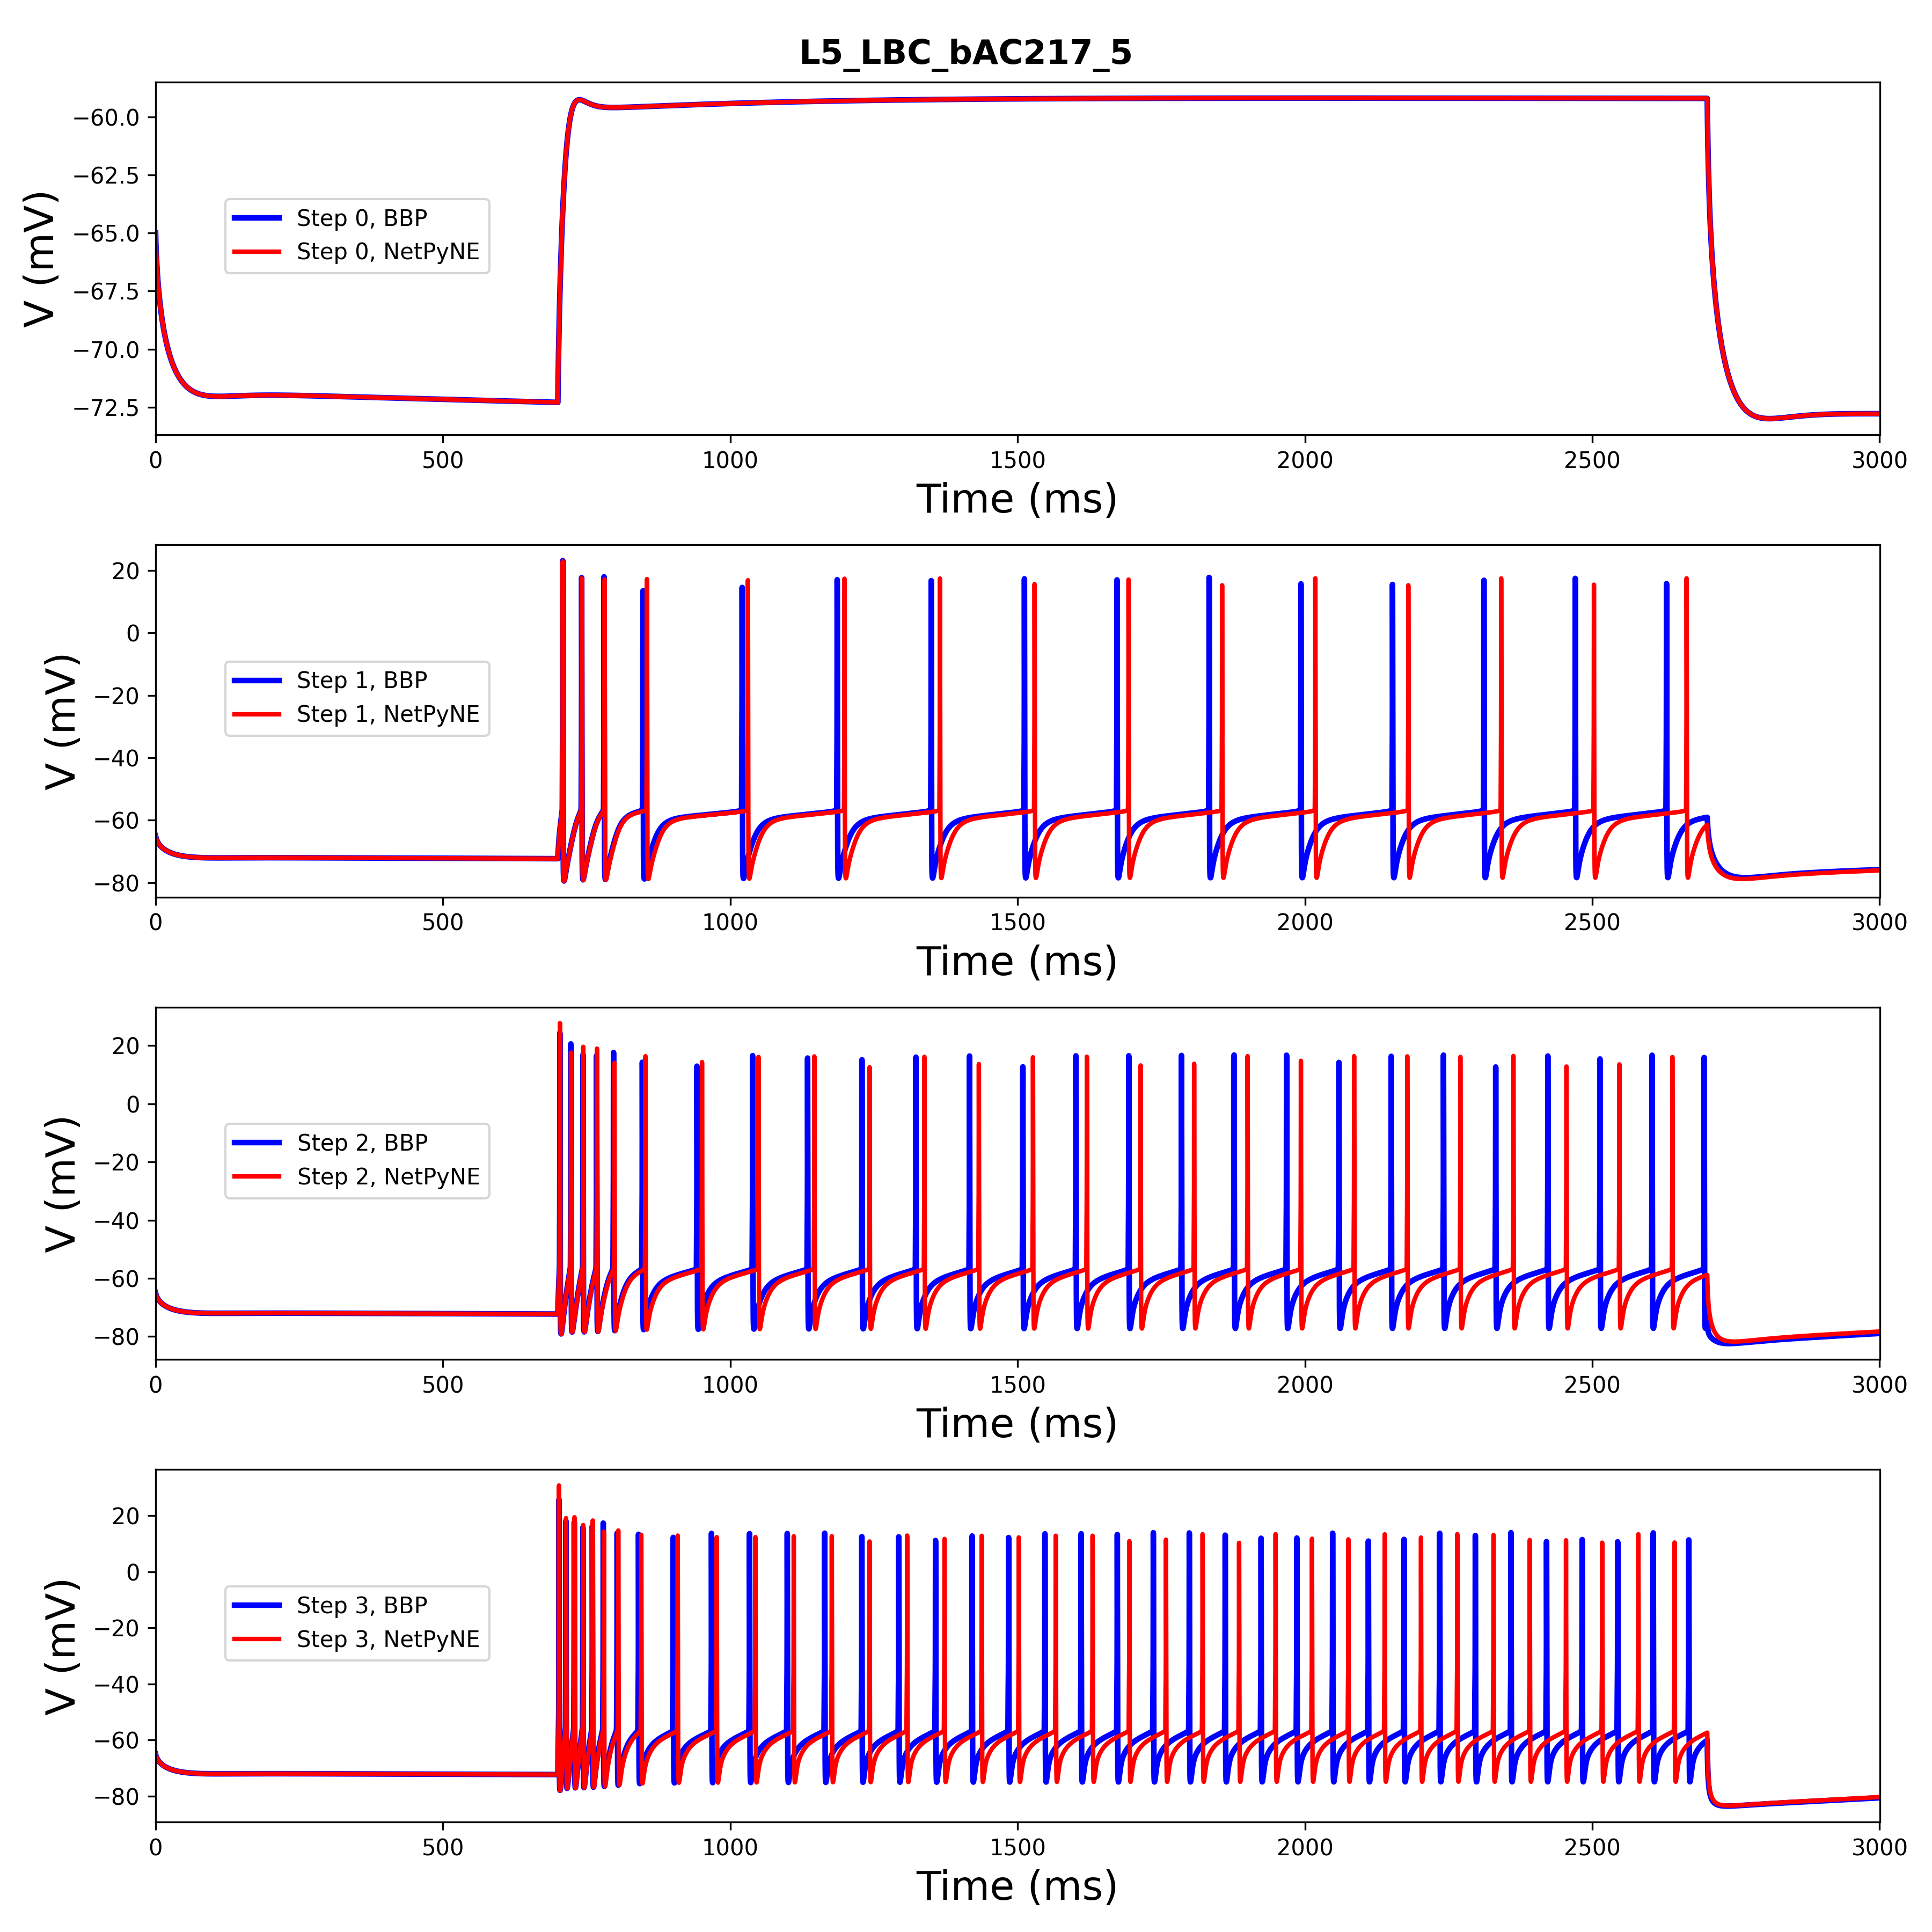 L5_LBC_bAC217_5
−60.0
−62.5
−65.0
−67.5
−70.0
−72.5
V (mV)
Step 0, BBP
Step 0, NetPyNE
0 500 1000 1500 2000 2500 3000
Time (ms)
20
0
−20
−40
−60
−80
V (mV)
Step 1, BBP
Step 1, NetPyNE
0 500 1000 1500 2000 2500 3000
Time (ms)
20
0
−20
−40
−60
−80
V (mV)
Step 2, BBP
Step 2, NetPyNE
0 500 1000 1500 2000 2500 3000
Time (ms)
20
0
−20
−40
−60
−80
V (mV)
Step 3, BBP
Step 3, NetPyNE
0 500 1000 1500 2000 2500 3000
Time (ms)